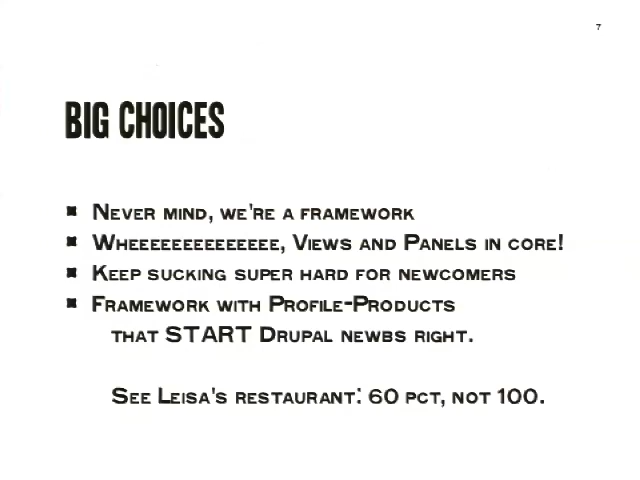 7
BIG CHOICES
Never mind, we're a framework
Wheeeeeeeeeeeeeee, Views and Panels in core!
Keep sucking super hard for newcomers
Framework with Profile-Products
that START Drupal newbs right.
See Leisa's restaurant: 60 pct, not 100.